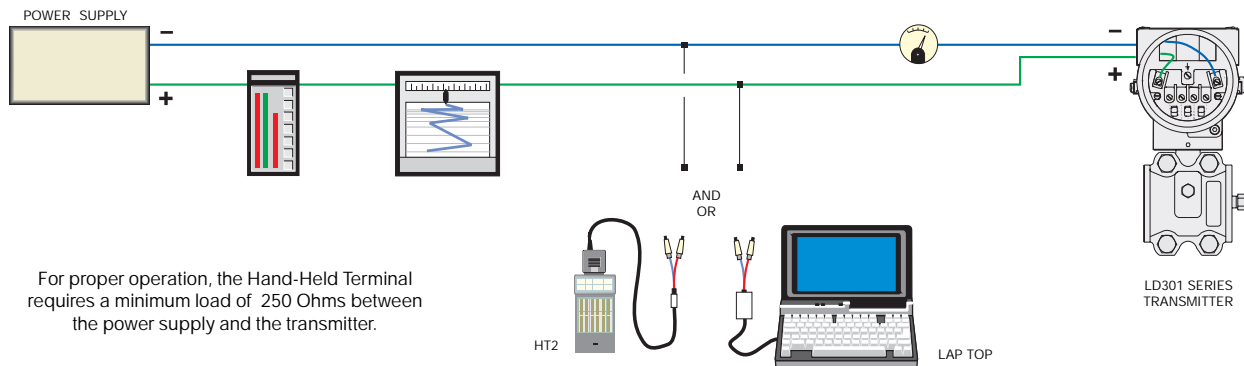 POWER SUPPLY
−
+
−
+
AND
OR
For proper operation, the Hand-Held Terminal
requires a minimum load of 250 Ohms between
the power supply and the transmitter.
HT2
LAP TOP
LD301 SERIES
TRANSMITTER